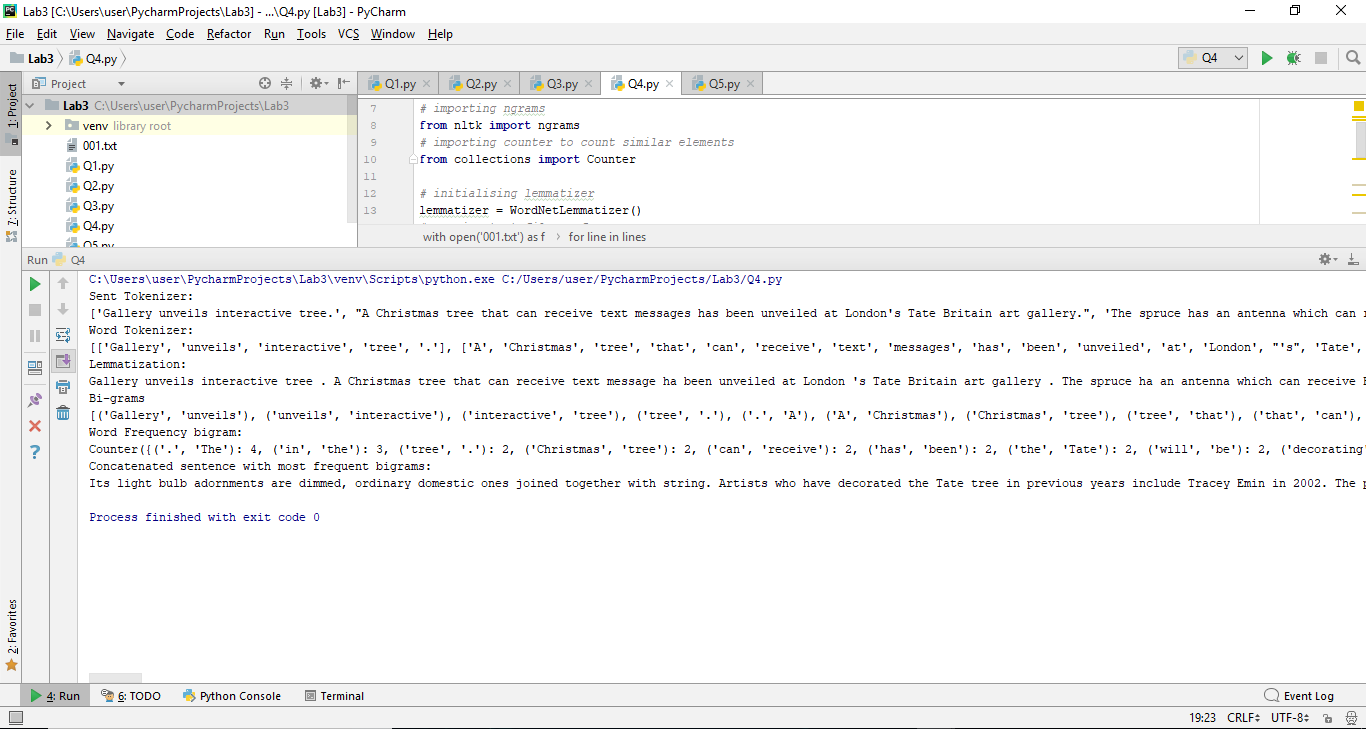 Lab3 [C:\Users\user\PycharmProjects\Lab3] - ...\Q4.py [Lab3] - PyCharm
File Edit View Navigate Code Refactor Run Tools VCS Window Help
Lab3 Q4.py Q4
1: Project
7: Structure
2: Favorites
Project
Q1.py Q2.py Q3.py Q4.py Q5.py
Lab3 C:\Users\user\PycharmProjects\Lab3
venv library root
001.txt
Q1.py
Q2.py
Q3.py
Q4.py
Q5.py
7 # importing ngrams
8 from nltk import ngrams
9 # importing counter to count similar elements
10 from collections import Counter
11
12 # initialising lemmatizer
13 lemmatizer = WordNetLemmatizer()
with open('001.txt') as f › for line in lines
Run Q4
C:\Users\user\PycharmProjects\Lab3\venv\Scripts\python.exe C:/Users/user/PycharmProjects/Lab3/Q4.py
Sent Tokenizer:
['Gallery unveils interactive tree.', "A Christmas tree that can receive text messages has been unveiled at London's Tate Britain art gallery.", 'The spruce has an antenna which can
Word Tokenizer:
[['Gallery', 'unveils', 'interactive', 'tree', '.'], ['A', 'Christmas', 'tree', 'that', 'can', 'receive', 'text', 'messages', 'has', 'been', 'unveiled', 'at', 'London', "'s", 'Tate',
Lemmatization:
Gallery unveils interactive tree . A Christmas tree that can receive text message ha been unveiled at London 's Tate Britain art gallery . The spruce ha an antenna which can receive
Bi-grams
[('Gallery', 'unveils'), ('unveils', 'interactive'), ('interactive', 'tree'), ('tree', '.'), ('.', 'A'), ('A', 'Christmas'), ('Christmas', 'tree'), ('tree', 'that'), ('that', 'can'),
Word Frequency bigram:
Counter({('.', 'The'): 4, ('in', 'the'): 3, ('tree', '.'): 2, ('Christmas', 'tree'): 2, ('can', 'receive'): 2, ('has', 'been'): 2, ('the', 'Tate'): 2, ('will', 'be'): 2, ('decorating'
Concatenated sentence with most frequent bigrams:
Its light bulb adornments are dimmed, ordinary domestic ones joined together with string. Artists who have decorated the Tate tree in previous years include Tracey Emin in 2002. The
Process finished with exit code 0
4: Run 6: TODO Python Console Terminal Event Log
19:23 CRLF UTF-8